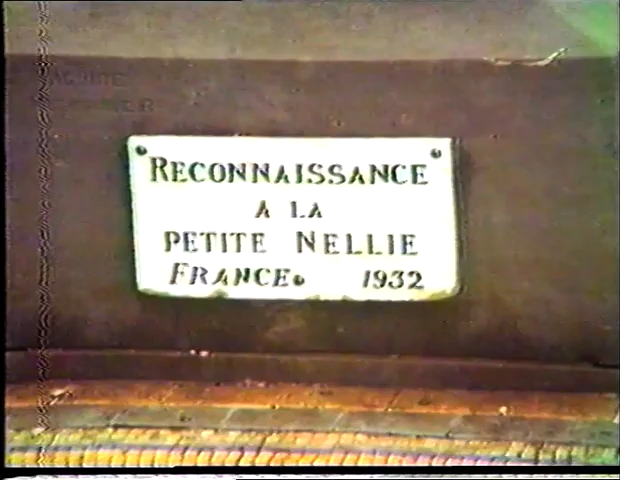 RECONNAISSANCE
A LA
PETITE NELLIE
FRANCE. 1932